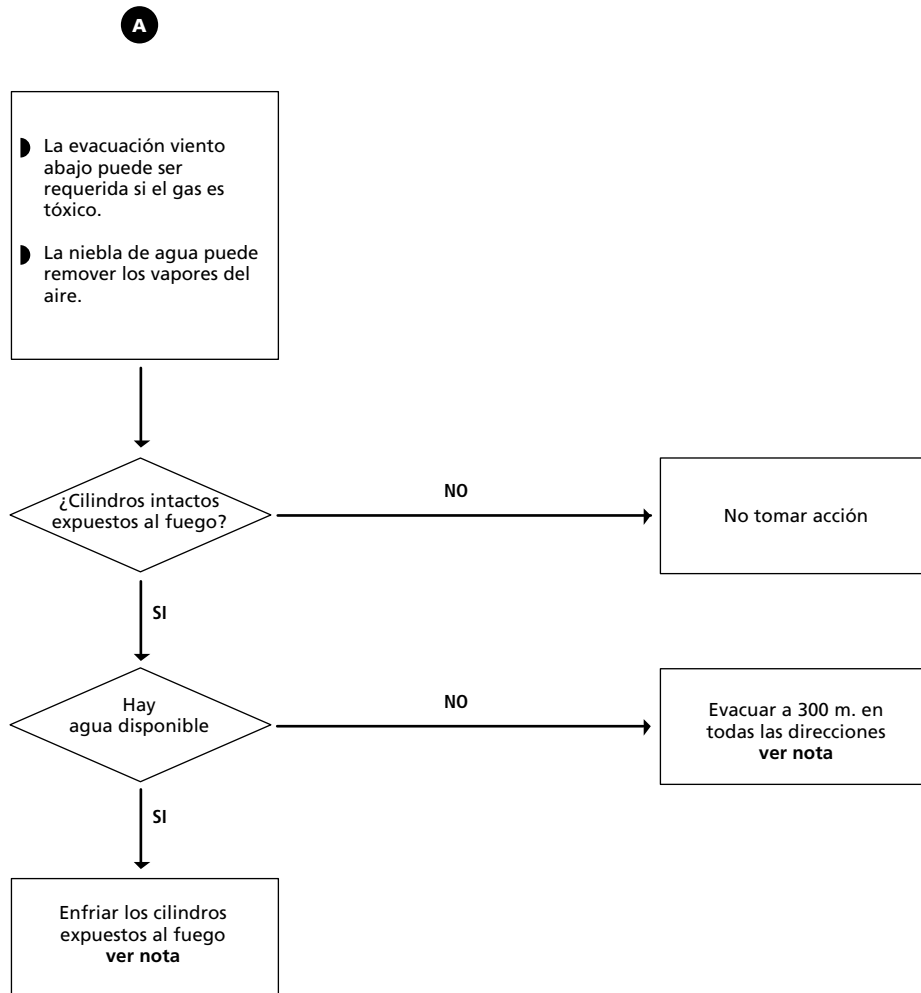 A
La evacuación viento
abajo puede ser
requerida si el gas es
tóxico.
La niebla de agua puede
remover los vapores del
aire.
¿Cilindros intactos
expuestos al fuego?
NO
No tomar acción
SI
Hay
agua disponible
NO
Evacuar a 300 m. en
todas las direcciones
ver nota
SI
Enfriar los cilindros
expuestos al fuego
ver nota